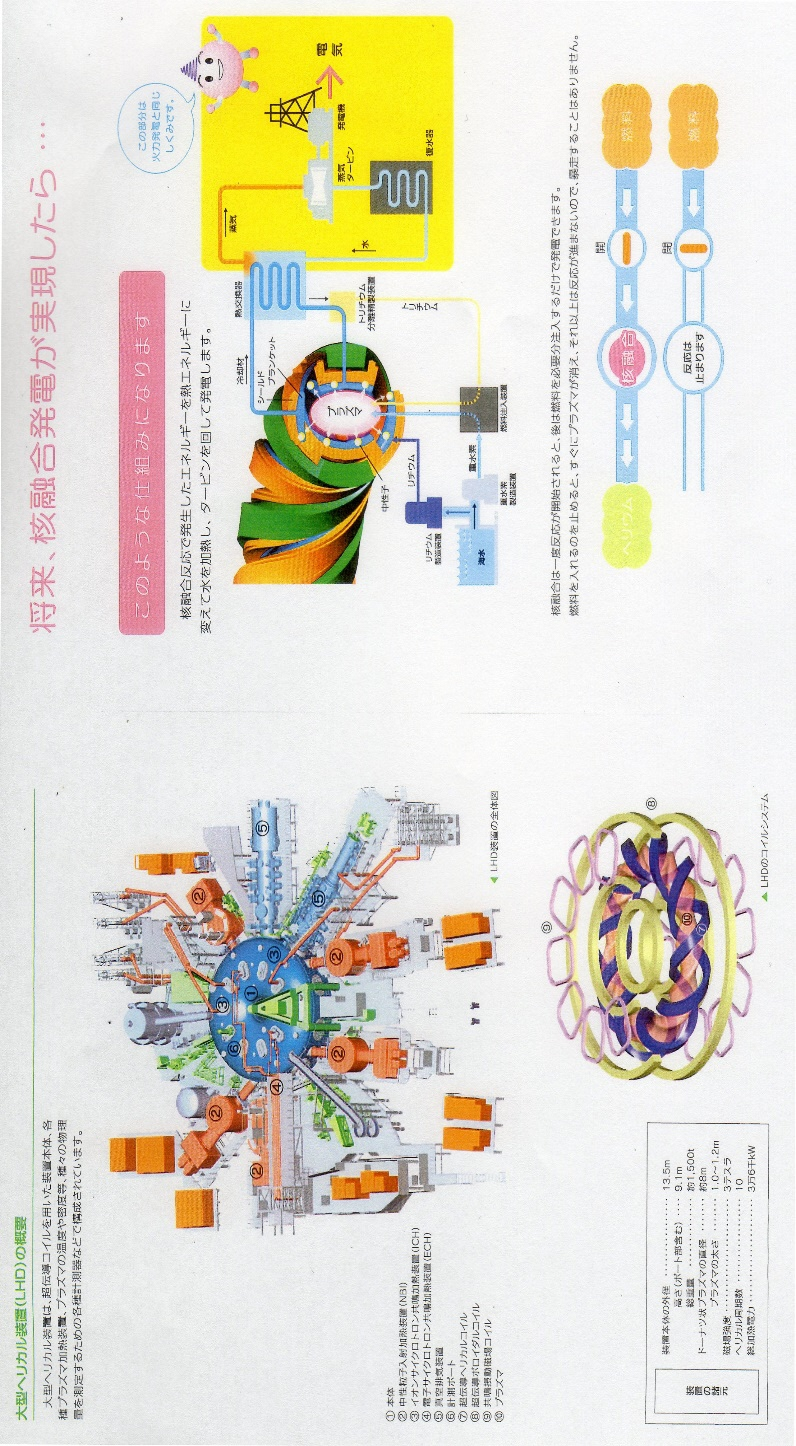 大型ヘリカル装置(LHD)の概要
大型ヘリカル装置は、超伝導コイルを用いた装置本体、各
種プラズマ加熱装置、プラズマの温度や密度等、種々の物理
量を測定するための各種計測器などで構成されています。
①
②
②
②
②
②
③
③
④
⑤
⑤
⑥
◀ LHD装置の全体図
① 本体
② 中性粒子入射加熱装置(NBI)
③ イオンサイクロトロン共鳴加熱装置(ICH)
④ 電子サイクロトロン共鳴加熱装置(ECH)
⑤ 真空排気装置
⑥ 計測ポート
⑦ 超伝導ヘリカルコイル
⑧ 超伝導ポロイダルコイル
⑨ 共鳴摂動磁場コイル
⑩ プラズマ
装置の諸元
装置本体の外径 13.5m
高さ(ポート部含む) 9.1m
総重量 約1,500t
ドーナツ状プラズマの直径 約8m
プラズマの太さ 1.0~1.2m
磁場強度 3テスラ
ヘリカル周期数 10
総加熱電力 3万6千kW
⑦
⑧
⑨
⑩
▲ LHDのコイルシステム
将来、核融合発電が実現したら…
このような仕組みになります
核融合反応で発生したエネルギーを熱エネルギーに
変えて水を加熱し、タービンを回して発電します。
この部分は
火力発電と同じ
しくみです。
電気
発電機
蒸気
タービン
復水器
蒸気
水
熱交換器
冷却材
シールド
ブランケット
トリチウム
分離精製装置
トリ
チウム
プラズマ
中性子
リチウム
燃料注入装置
重水素
リチウム
製造装置
重水素
製造装置
海水
核融合は一度反応が開始されると、後は燃料を必要分注入するだけで発電できます。
燃料を入れるのを止めると、すぐにプラズマが消え、それ以上は反応が進まないので、暴走することはありません。
核融合
開
燃料
反応は
止まります
閉
燃料